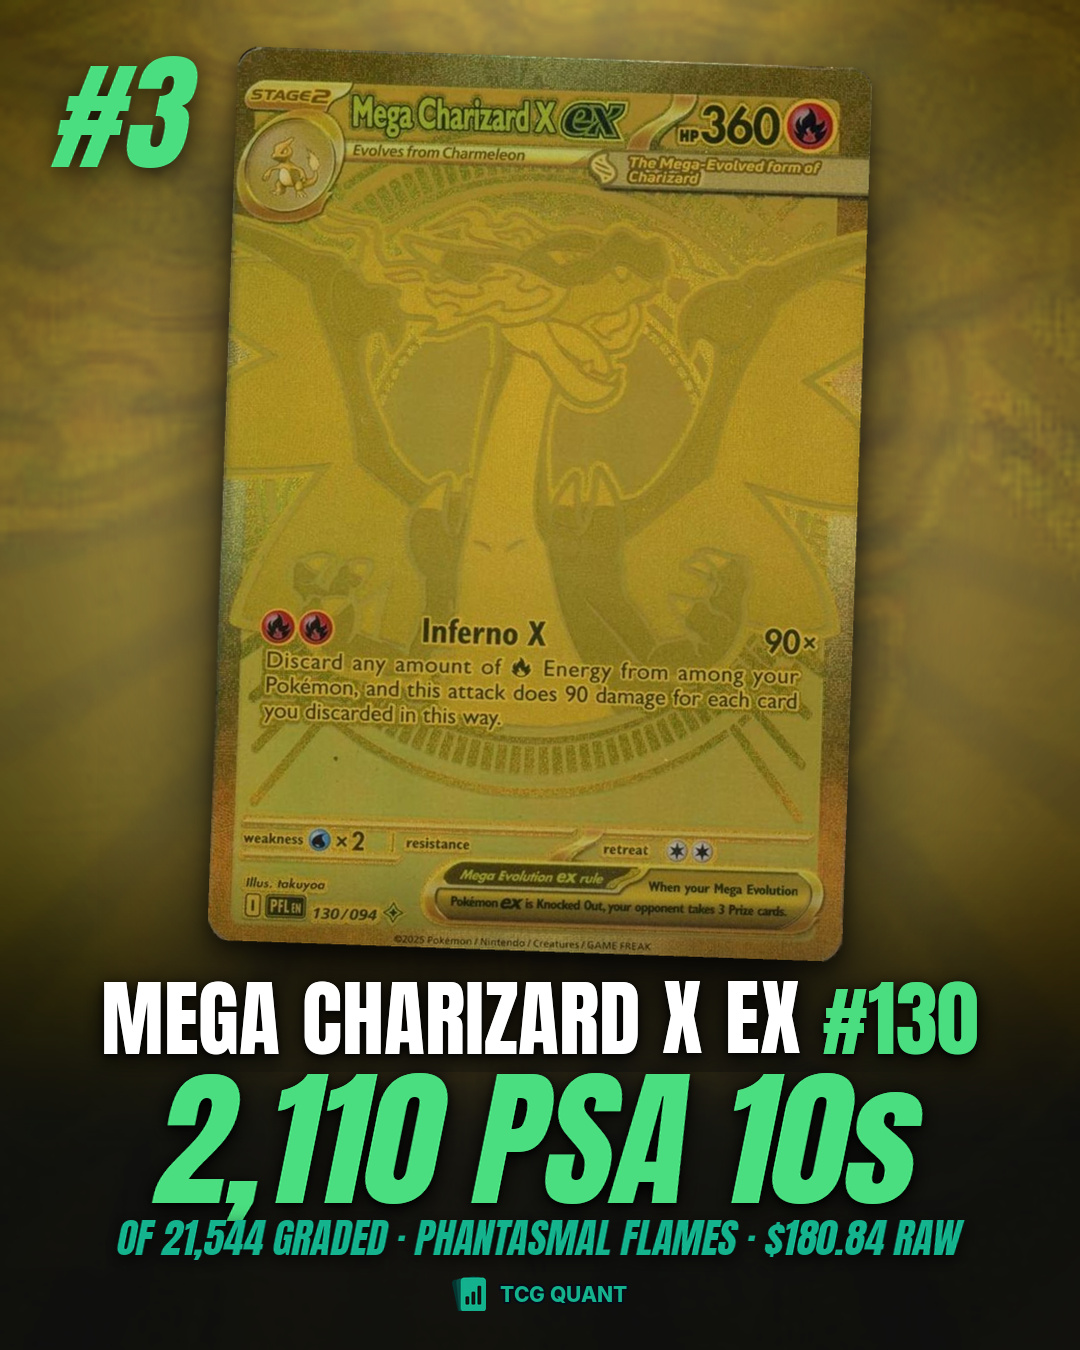 #3
STAGE2
Mega Charizard X ex
HP 360
Evolves from Charmeleon
The Mega-Evolved form of
Charizard
Inferno X
90×
Discard any amount of Energy from among your
Pokémon, and this attack does 90 damage for each card
you discarded in this way.
weakness ×2 resistance retreat
Mega Evolution ex rule
When your Mega Evolution
Pokémon ex is Knocked Out, your opponent takes 3 Prize cards.
Illus. takuyoa
I PFL EN 130/094
©2025 Pokémon / Nintendo / Creatures / GAME FREAK
MEGA CHARIZARD X EX #130
2,110 PSA 10s
OF 21,544 GRADED · PHANTASMAL FLAMES · $180.84 RAW
TCG QUANT